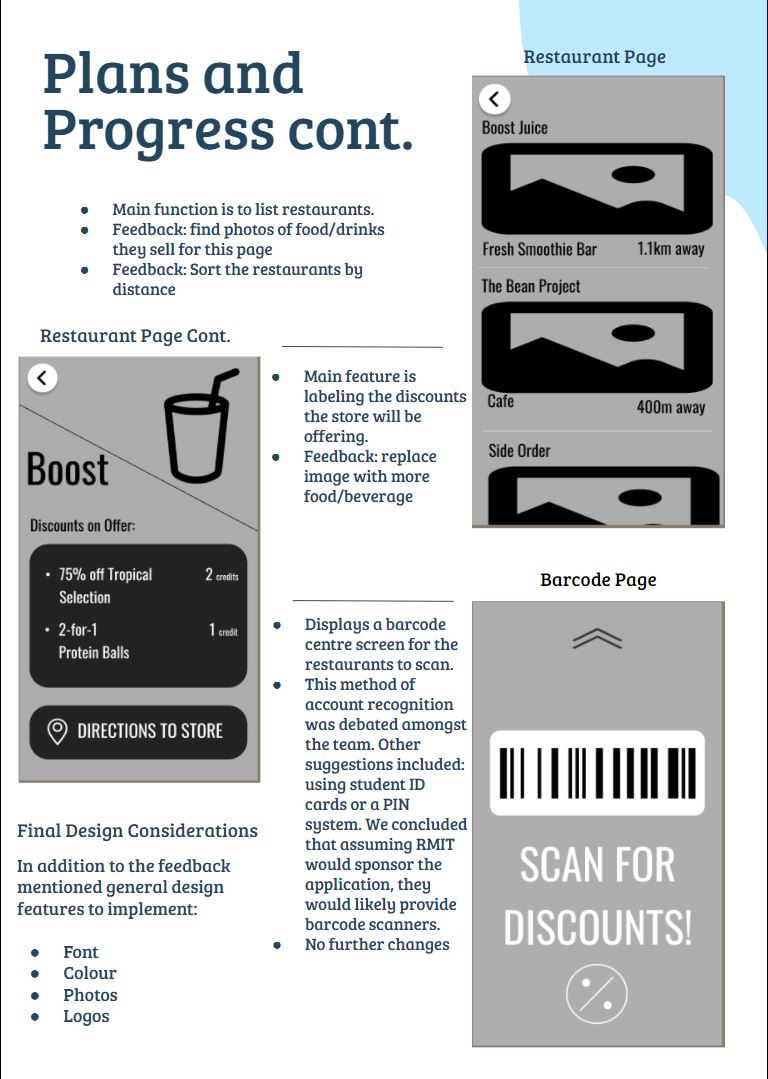 Plans and
Progress cont.
Restaurant Page
Boost Juice
Fresh Smoothie Bar 1.1km away
The Bean Project
Cafe 400m away
Side Order
● Main function is to list restaurants.
● Feedback: find photos of food/drinks
they sell for this page
● Feedback: Sort the restaurants by
distance
Restaurant Page Cont.
Boost
Discounts on Offer:
• 75% off Tropical 2 credits
Selection
• 2-for-1 1 credit
Protein Balls
DIRECTIONS TO STORE
● Main feature is
labeling the discounts
the store will be
offering.
● Feedback: replace
image with more
food/beverage
Barcode Page
SCAN FOR
DISCOUNTS!
● Displays a barcode
centre screen for the
restaurants to scan.
● This method of
account recognition
was debated amongst
the team. Other
suggestions included:
using student ID
cards or a PIN
system. We concluded
that assuming RMIT
would sponsor the
application, they
would likely provide
barcode scanners.
● No further changes
Final Design Considerations
In addition to the feedback
mentioned general design
features to implement:
● Font
● Colour
● Photos
● Logos